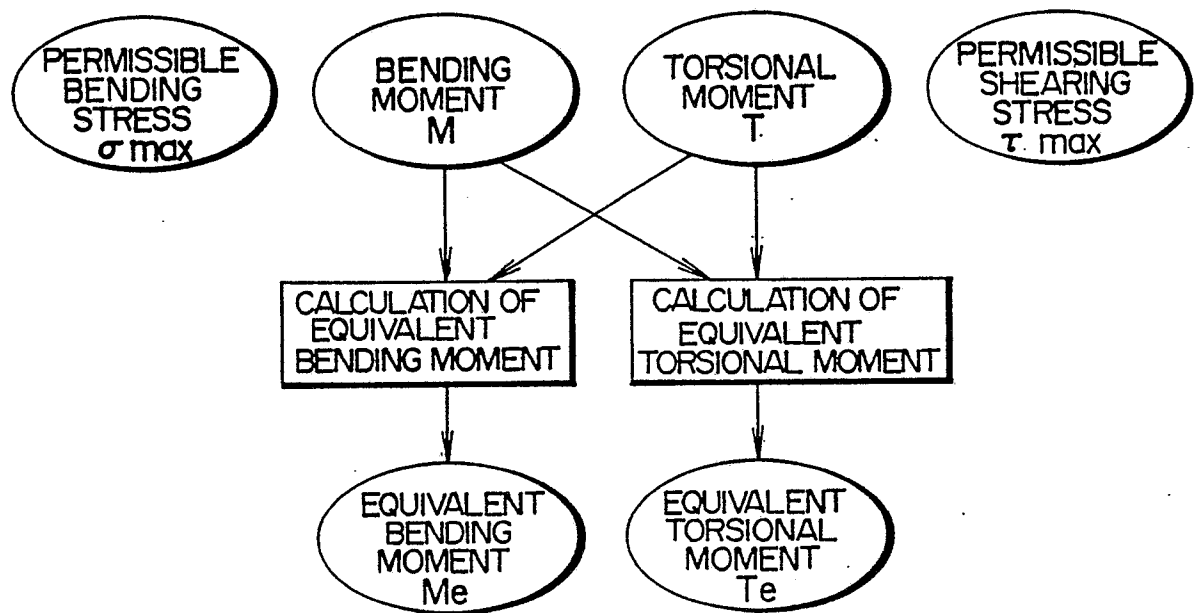 PERMISSIBLE
BENDING
STRESS
σ max
BENDING
MOMENT
M
TORSIONAL
MOMENT
T
PERMISSIBLE
SHEARING
STRESS
τ max
CALCULATION OF
EQUIVALENT
BENDING MOMENT
CALCULATION OF
EQUIVALENT
TORSIONAL MOMENT
EQUIVALENT
BENDING
MOMENT
Me
EQUIVALENT
TORSIONAL
MOMENT
Te